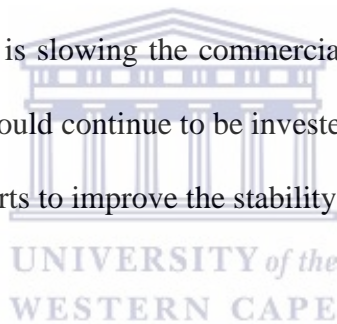 is slowing the commercia
ould continue to be investe
rts to improve the stability
UNIVERSITY of the
WESTERN CAPE